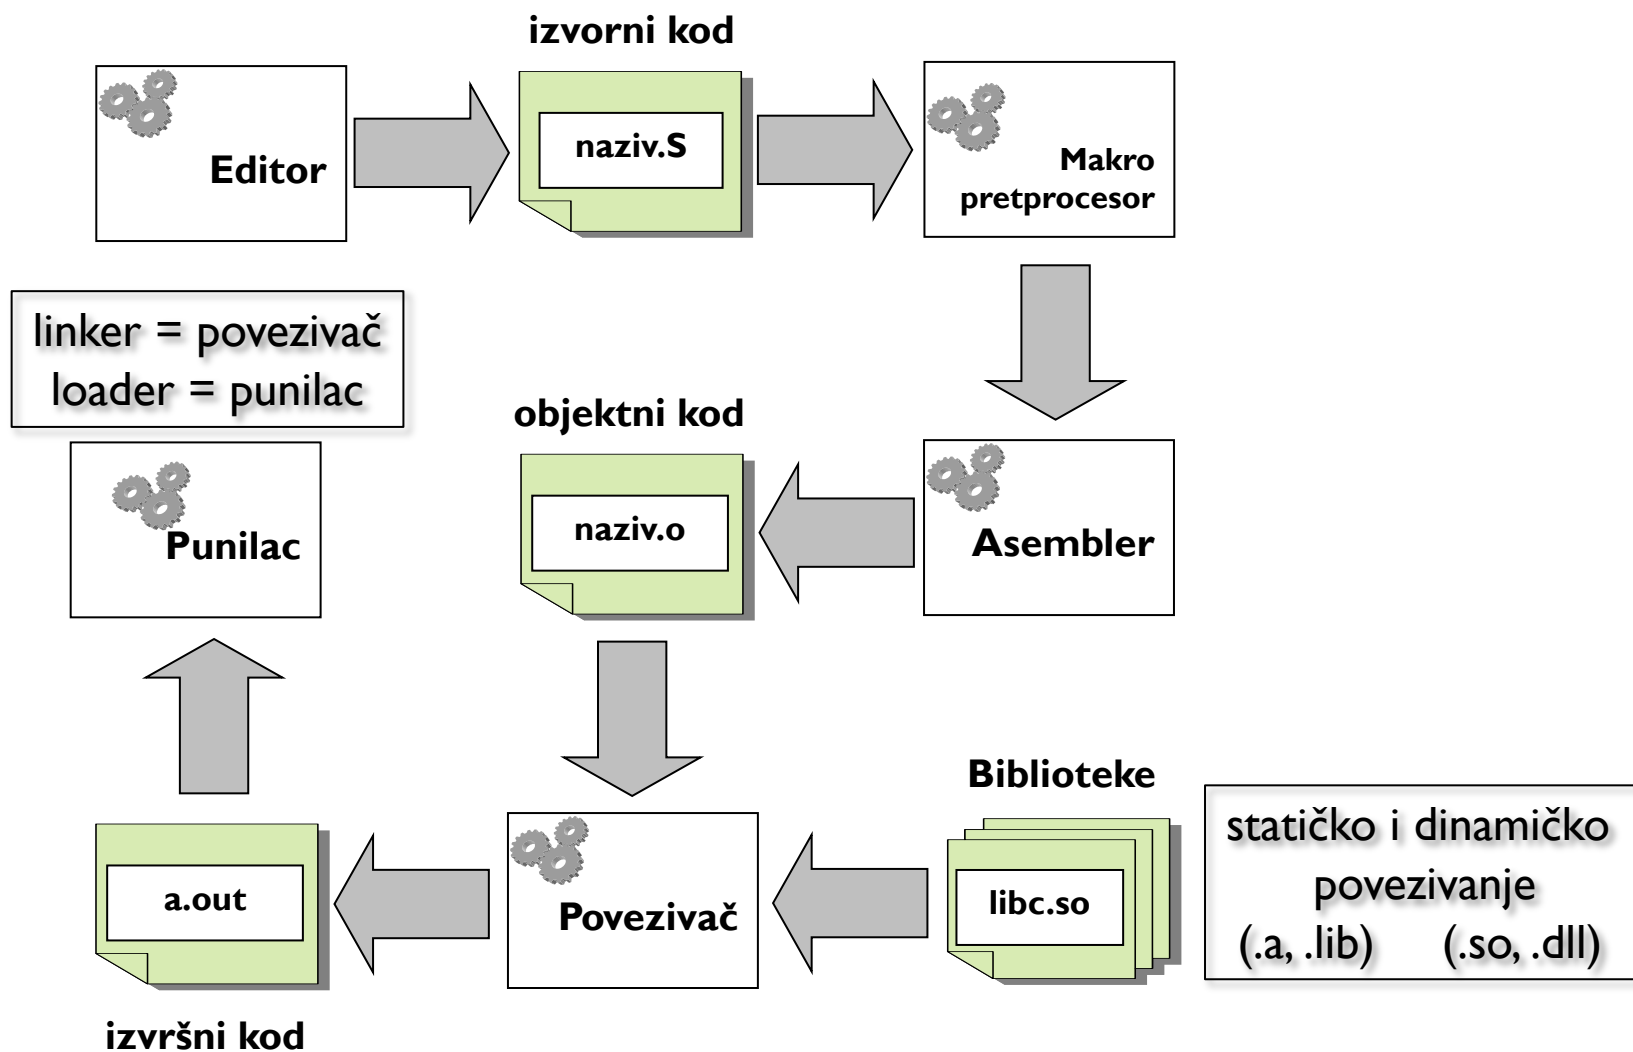 izvorni kod
Editor
naziv.S
Makro
pretprocesor
linker = povezivač
loader = punilac
objektni kod
Punilac
naziv.o
Asembler
Biblioteke
a.out
Povezivač
libc.so
statičko i dinamičko
povezivanje
(.a, .lib) (.so, .dll)
izvršni kod